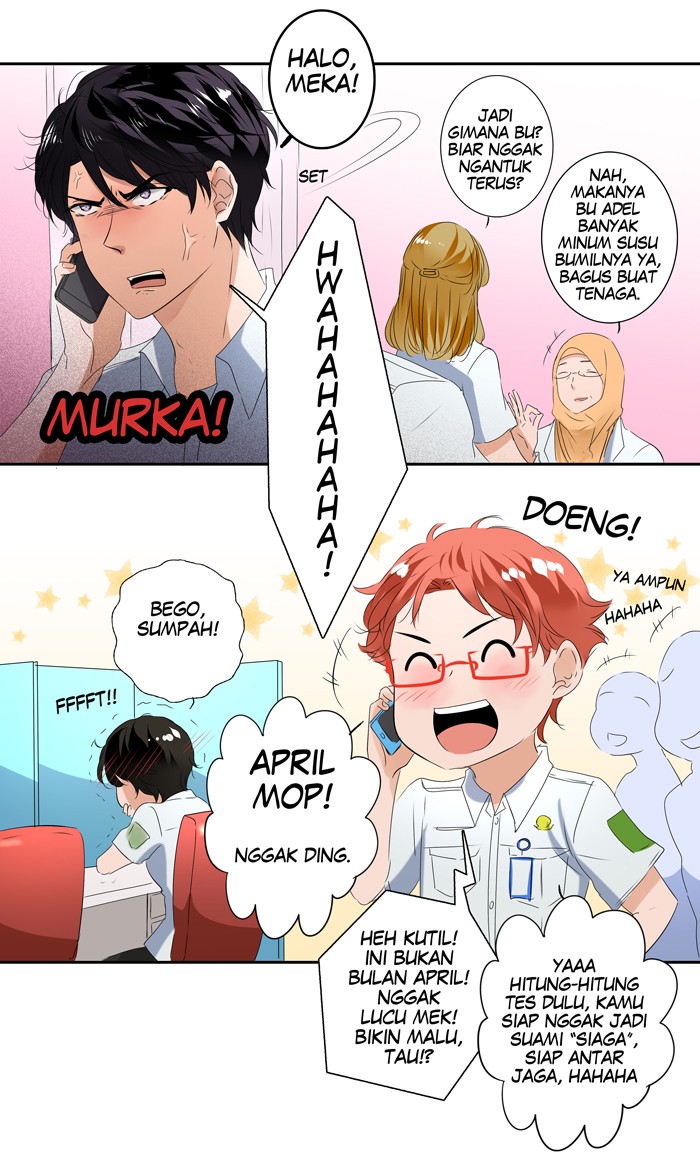 HALO,
MEKA!
SET
JADI
GIMANA BU?
BIAR NGGAK
NGANTUK
TERUS?
NAH,
MAKANYA
BU ADEL
BANYAK
MINUM SUSU
BUMILNYA YA,
BAGUS BUAT
TENAGA.
MURKA!
HWAHAHAHAHAHA!
DOENG!
YA AMPUN
HAHAHA
BEGO,
SUMPAH!
FFFFT!!
APRIL
MOP!
NGGAK DING.
HEH KUTIL!
INI BUKAN
BULAN APRIL!
NGGAK
LUCU MEK!
BIKIN MALU,
TAU!?
YAAA
HITUNG-HITUNG
TES DULU, KAMU
SIAP NGGAK JADI
SUAMI "SIAGA",
SIAP ANTAR
JAGA, HAHAHA